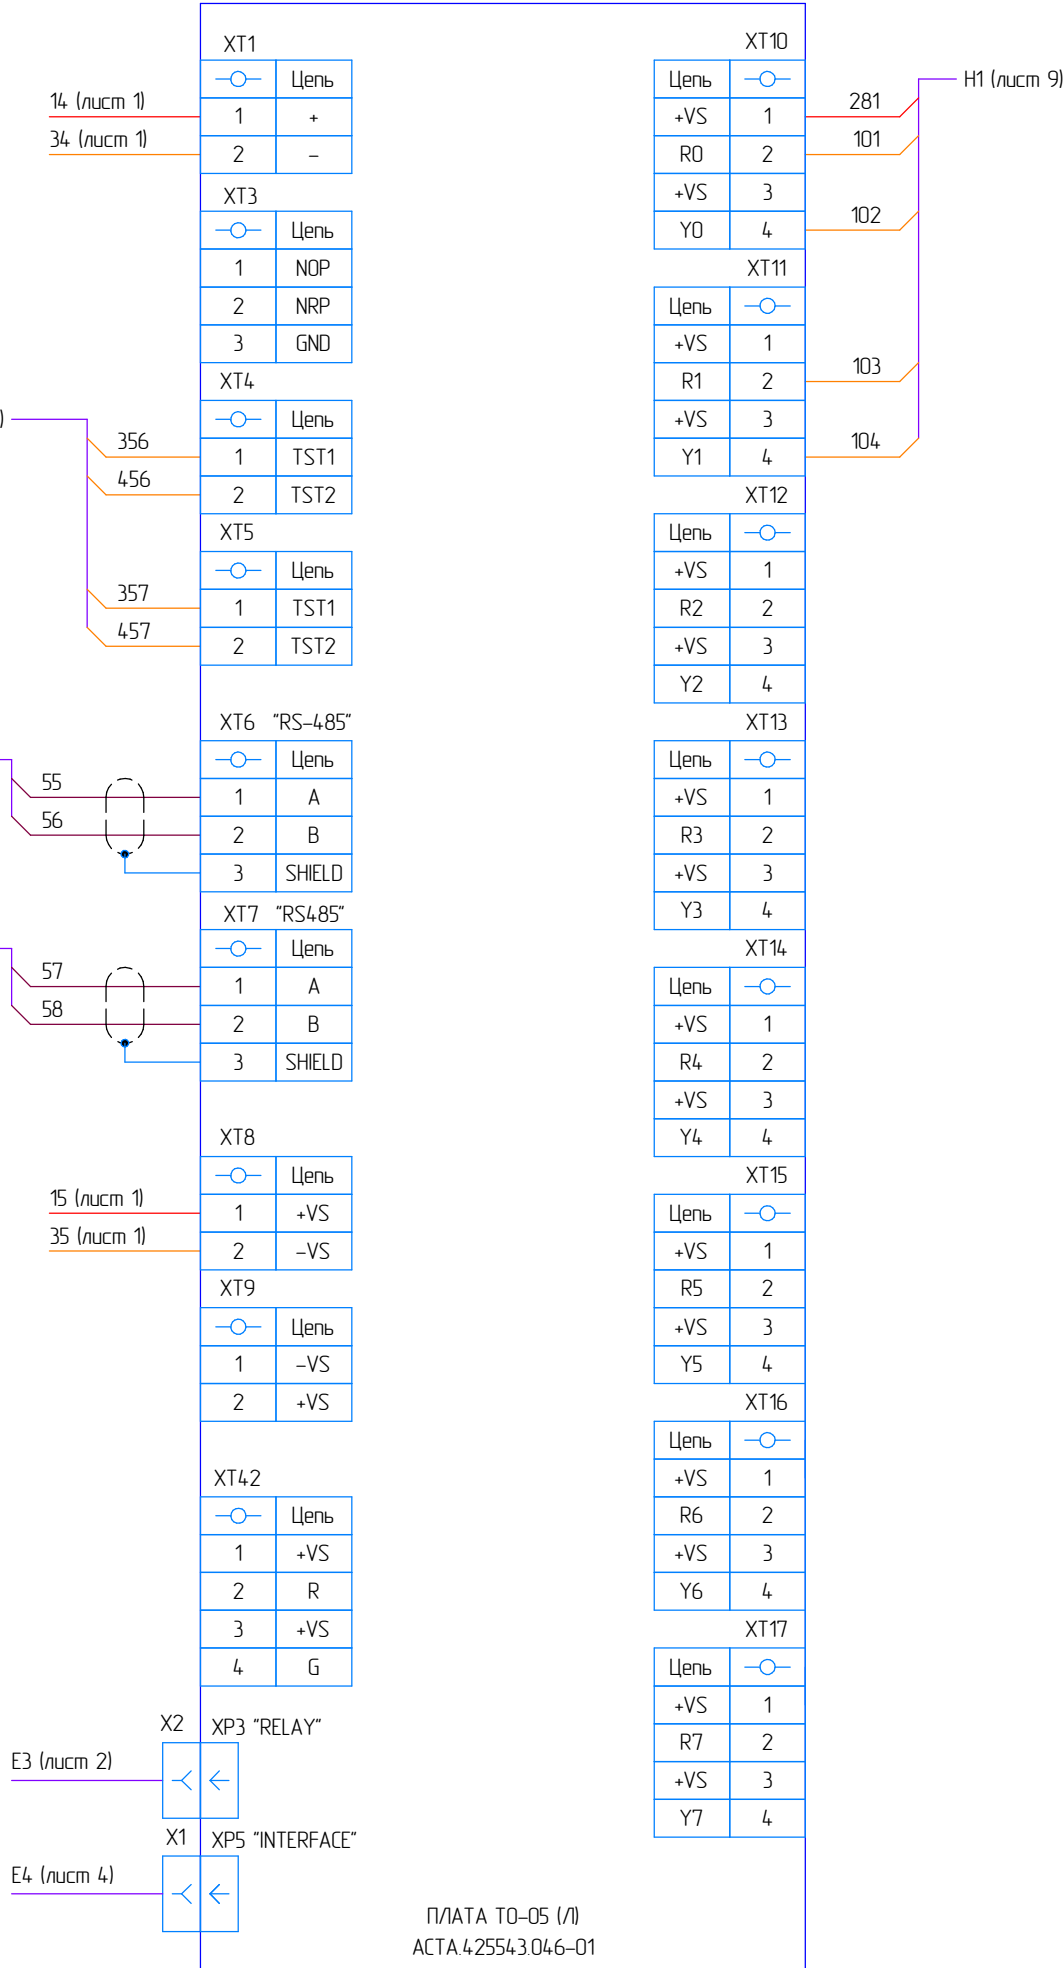 XT1
Цепь
1 +
2 –
14 (лист 1)
34 (лист 1)
XT3
Цепь
1 NOP
2 NRP
3 GND
XT4
Цепь
1 TST1
2 TST2
)
356
456
XT5
Цепь
1 TST1
2 TST2
357
457
XT6 "RS–485"
Цепь
1 A
2 B
3 SHIELD
55
56
XT7 "RS485"
Цепь
1 A
2 B
3 SHIELD
57
58
XT8
Цепь
1 +VS
2 –VS
15 (лист 1)
35 (лист 1)
XT9
Цепь
1 –VS
2 +VS
XT42
Цепь
1 +VS
2 R
3 +VS
4 G
X2 XP3 "RELAY"
E3 (лист 2)
X1 XP5 "INTERFACE"
E4 (лист 4)
XT10
Цепь
+VS 1
R0 2
+VS 3
Y0 4
281
101
102
H1 (лист 9)
XT11
Цепь
+VS 1
R1 2
+VS 3
Y1 4
103
104
XT12
Цепь
+VS 1
R2 2
+VS 3
Y2 4
XT13
Цепь
+VS 1
R3 2
+VS 3
Y3 4
XT14
Цепь
+VS 1
R4 2
+VS 3
Y4 4
XT15
Цепь
+VS 1
R5 2
+VS 3
Y5 4
XT16
Цепь
+VS 1
R6 2
+VS 3
Y6 4
XT17
Цепь
+VS 1
R7 2
+VS 3
Y7 4
ПЛАТА ТО–05 (Л)
АСТА.425543.046–01